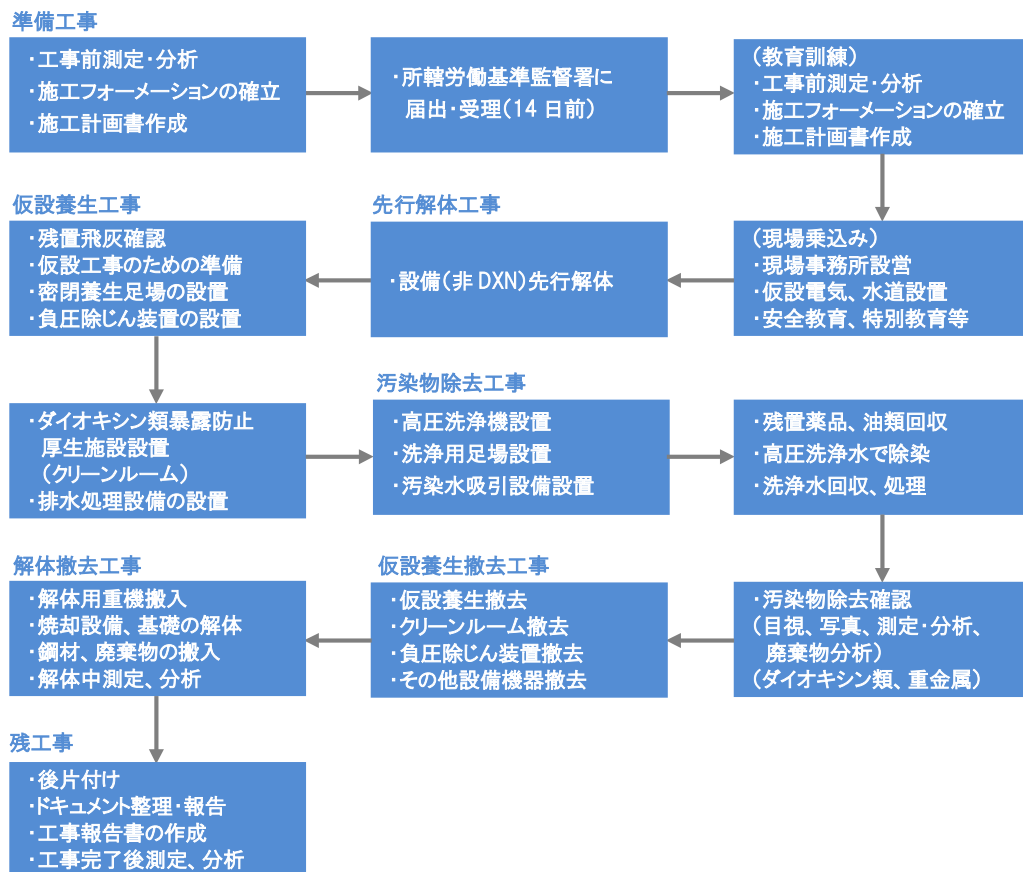 準備工事
・工事前測定・分析
・施工フォーメーションの確立
・施工計画書作成
・所轄労働基準監督署に
届出・受理(14日前)
(教育訓練)
・工事前測定・分析
・施工フォーメーションの確立
・施工計画書作成
(現場乗込み)
・現場事務所設営
・仮設電気、水道設置
・安全教育、特別教育等
先行解体工事
・設備(非DXN)先行解体
仮設養生工事
・残置飛灰確認
・仮設工事のための準備
・密閉養生足場の設置
・負圧除じん装置の設置
・ダイオキシン類暴露防止
厚生施設設置
(クリーンルーム)
・排水処理設備の設置
汚染物除去工事
・高圧洗浄機設置
・洗浄用足場設置
・汚染水吸引設備設置
・残置薬品、油類回収
・高圧洗浄水で除染
・洗浄水回収、処理
・汚染物除去確認
(目視、写真、測定・分析、
廃棄物分析)
(ダイオキシン類、重金属)
仮設養生撤去工事
・仮設養生撤去
・クリーンルーム撤去
・負圧除じん装置撤去
・その他設備機器撤去
解体撤去工事
・解体用重機搬入
・焼却設備、基礎の解体
・鋼材、廃棄物の搬入
・解体中測定、分析
残工事
・後片付け
・ドキュメント整理・報告
・工事報告書の作成
・工事完了後測定、分析